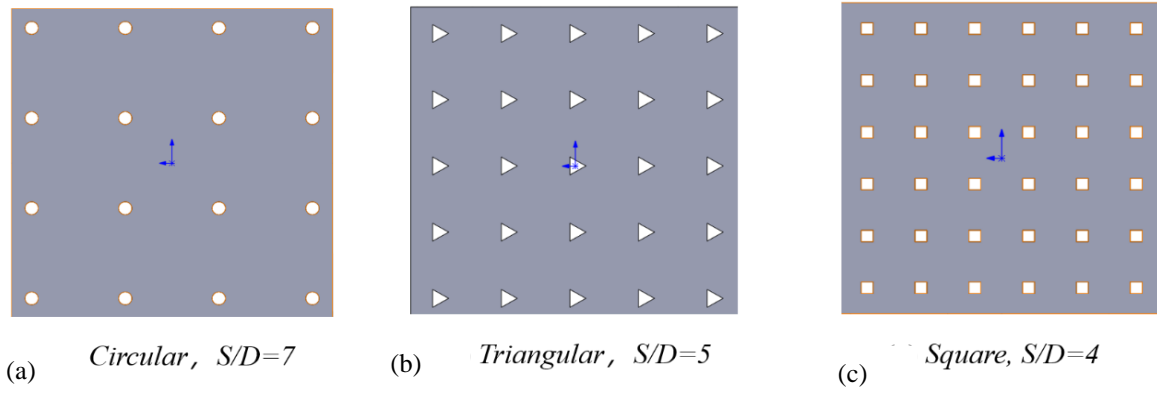 (a) Circular, S/D=7
(b) Triangular, S/D=5
(c) Square, S/D=4